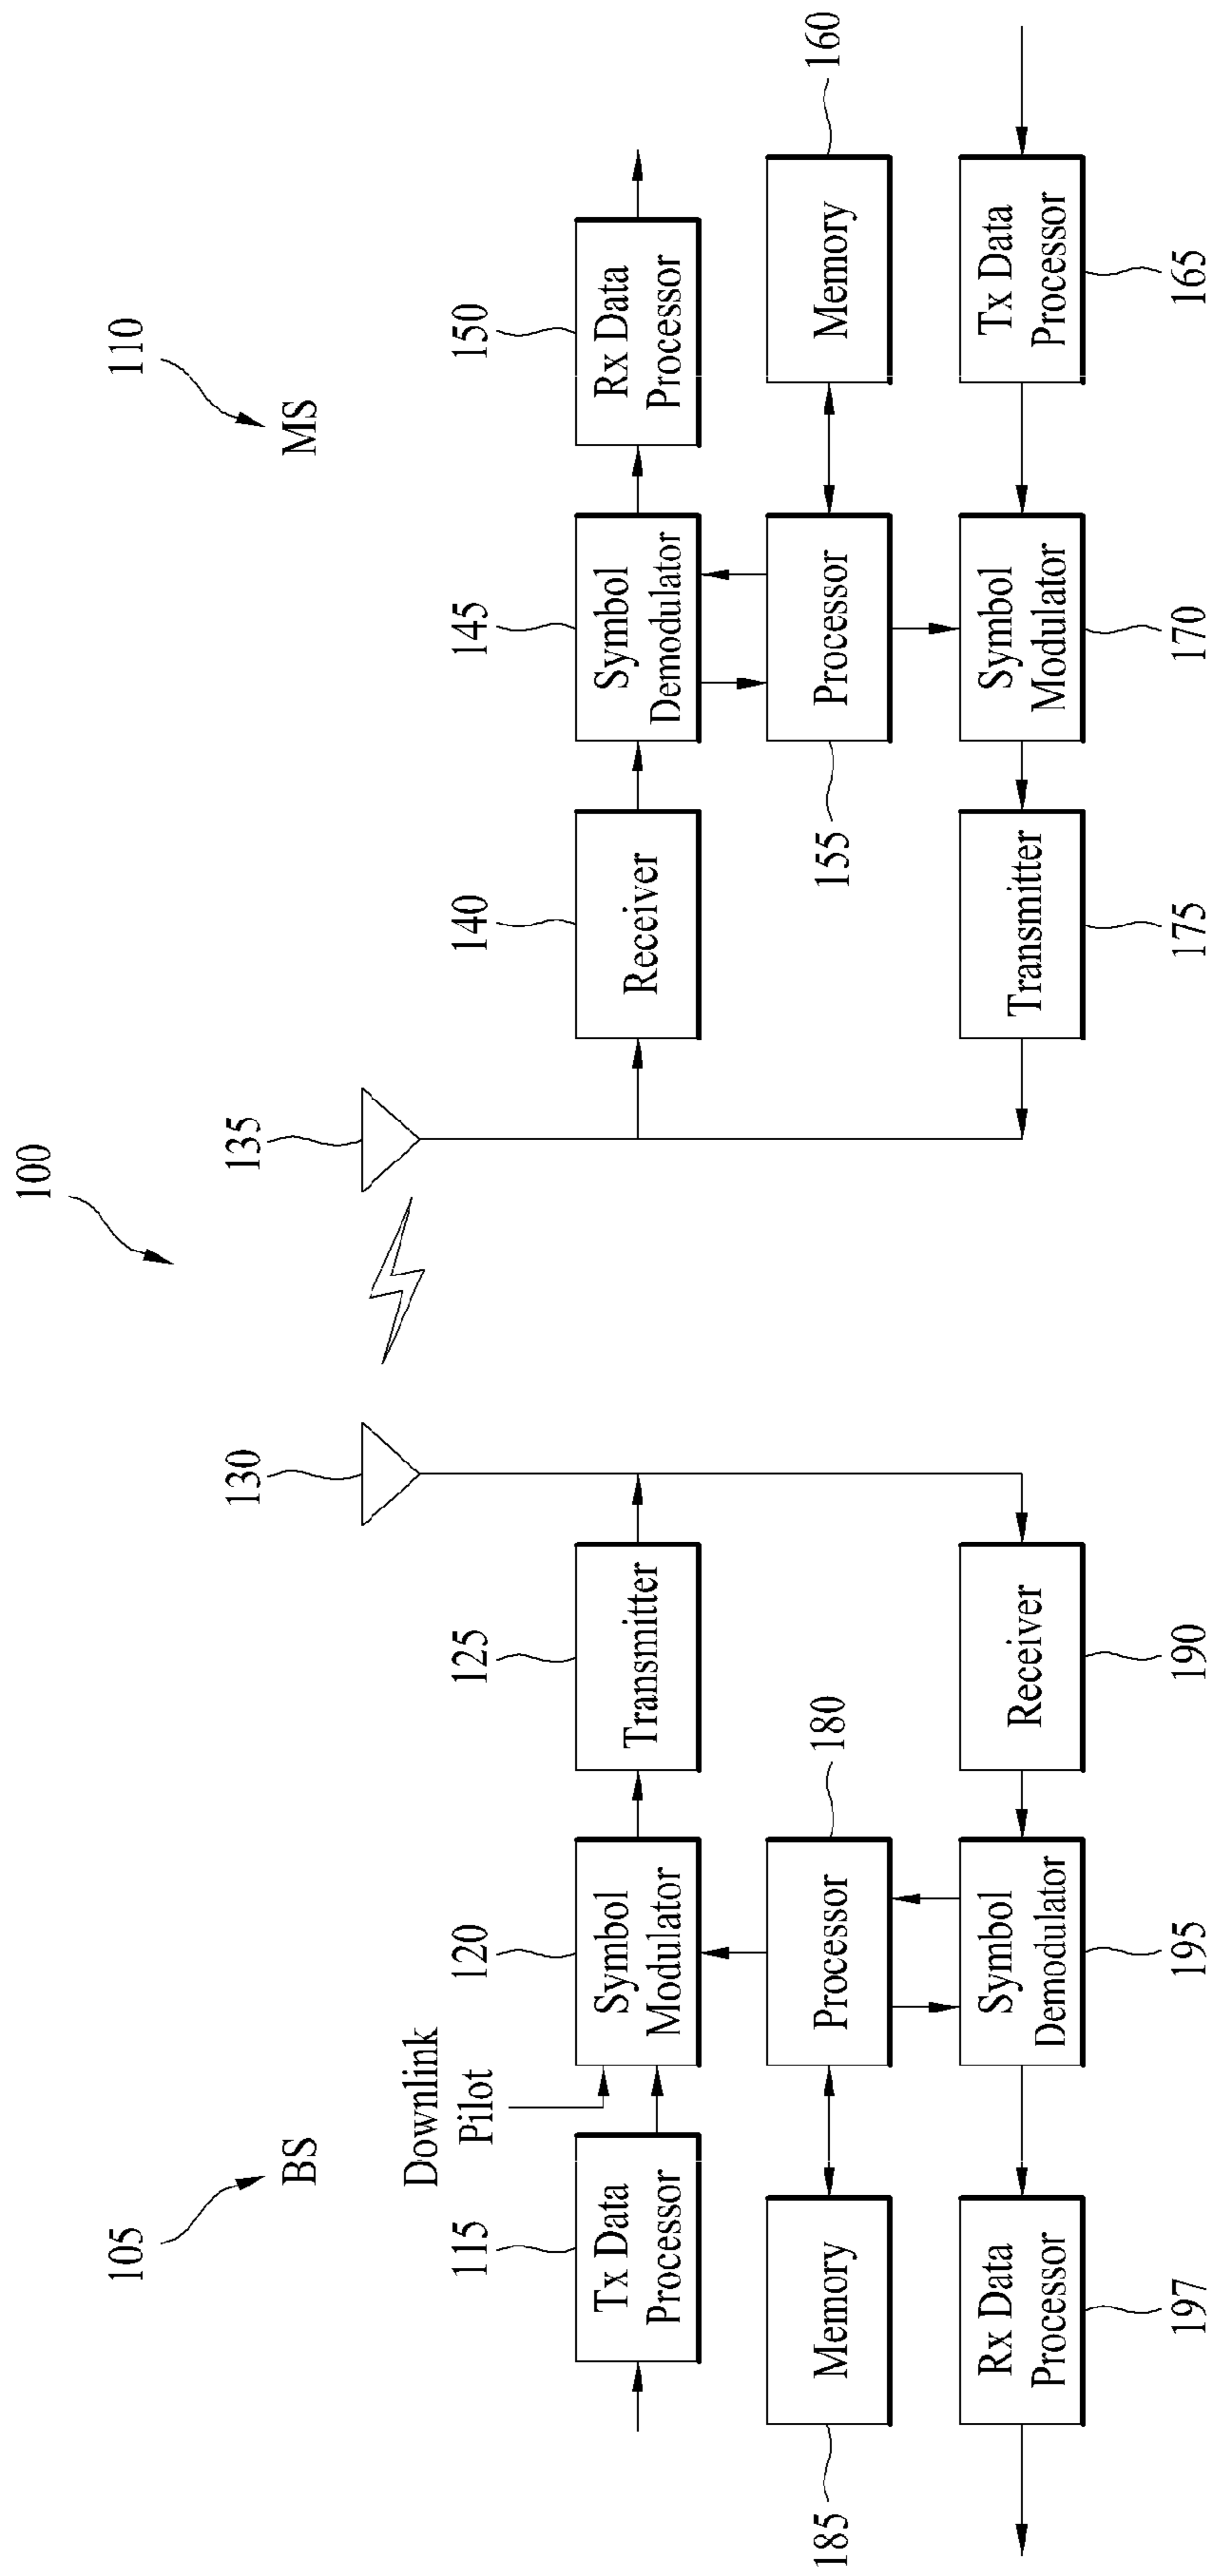 100
105
BS
110
MS
130
135
Downlink
Pilot
115
Tx Data
Processor
120
Symbol
Modulator
125
Transmitter
140
Receiver
145
Symbol
Demodulator
150
Rx Data
Processor
185
Memory
180
Processor
155
Processor
160
Memory
197
Rx Data
Processor
195
Symbol
Demodulator
190
Receiver
175
Transmitter
170
Symbol
Modulator
165
Tx Data
Processor